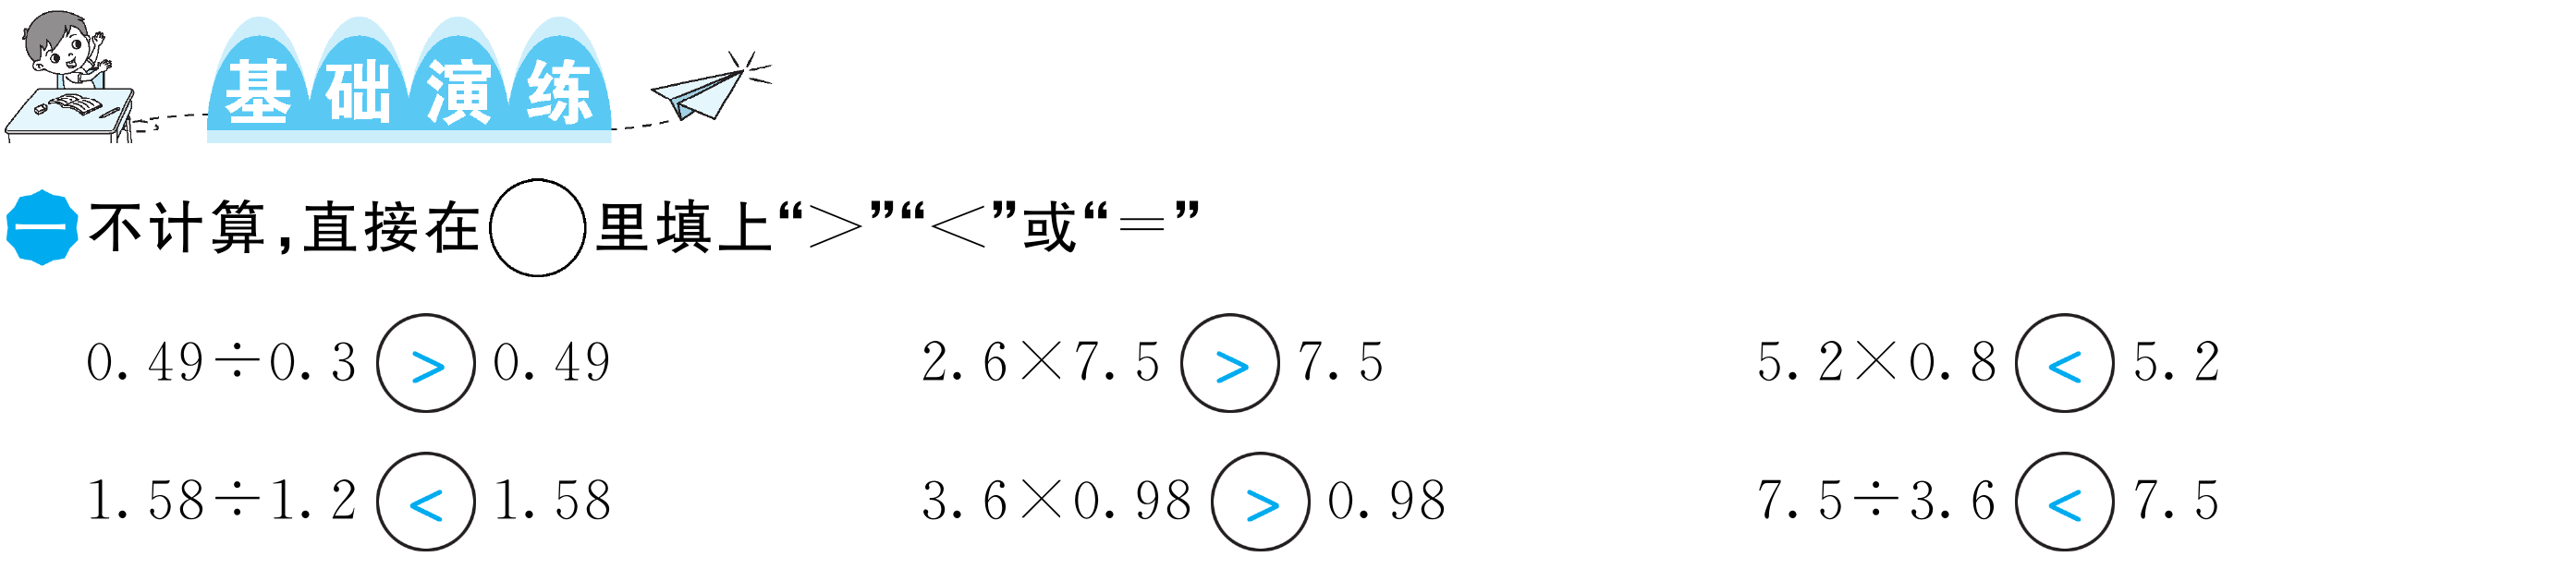 基础演练
一 不计算,直接在○里填上“>”“<”或“=”
0.49÷0.3 > 0.49 2.6×7.5 > 7.5 5.2×0.8 < 5.2
1.58÷1.2 < 1.58 3.6×0.98 > 0.98 7.5÷3.6 < 7.5